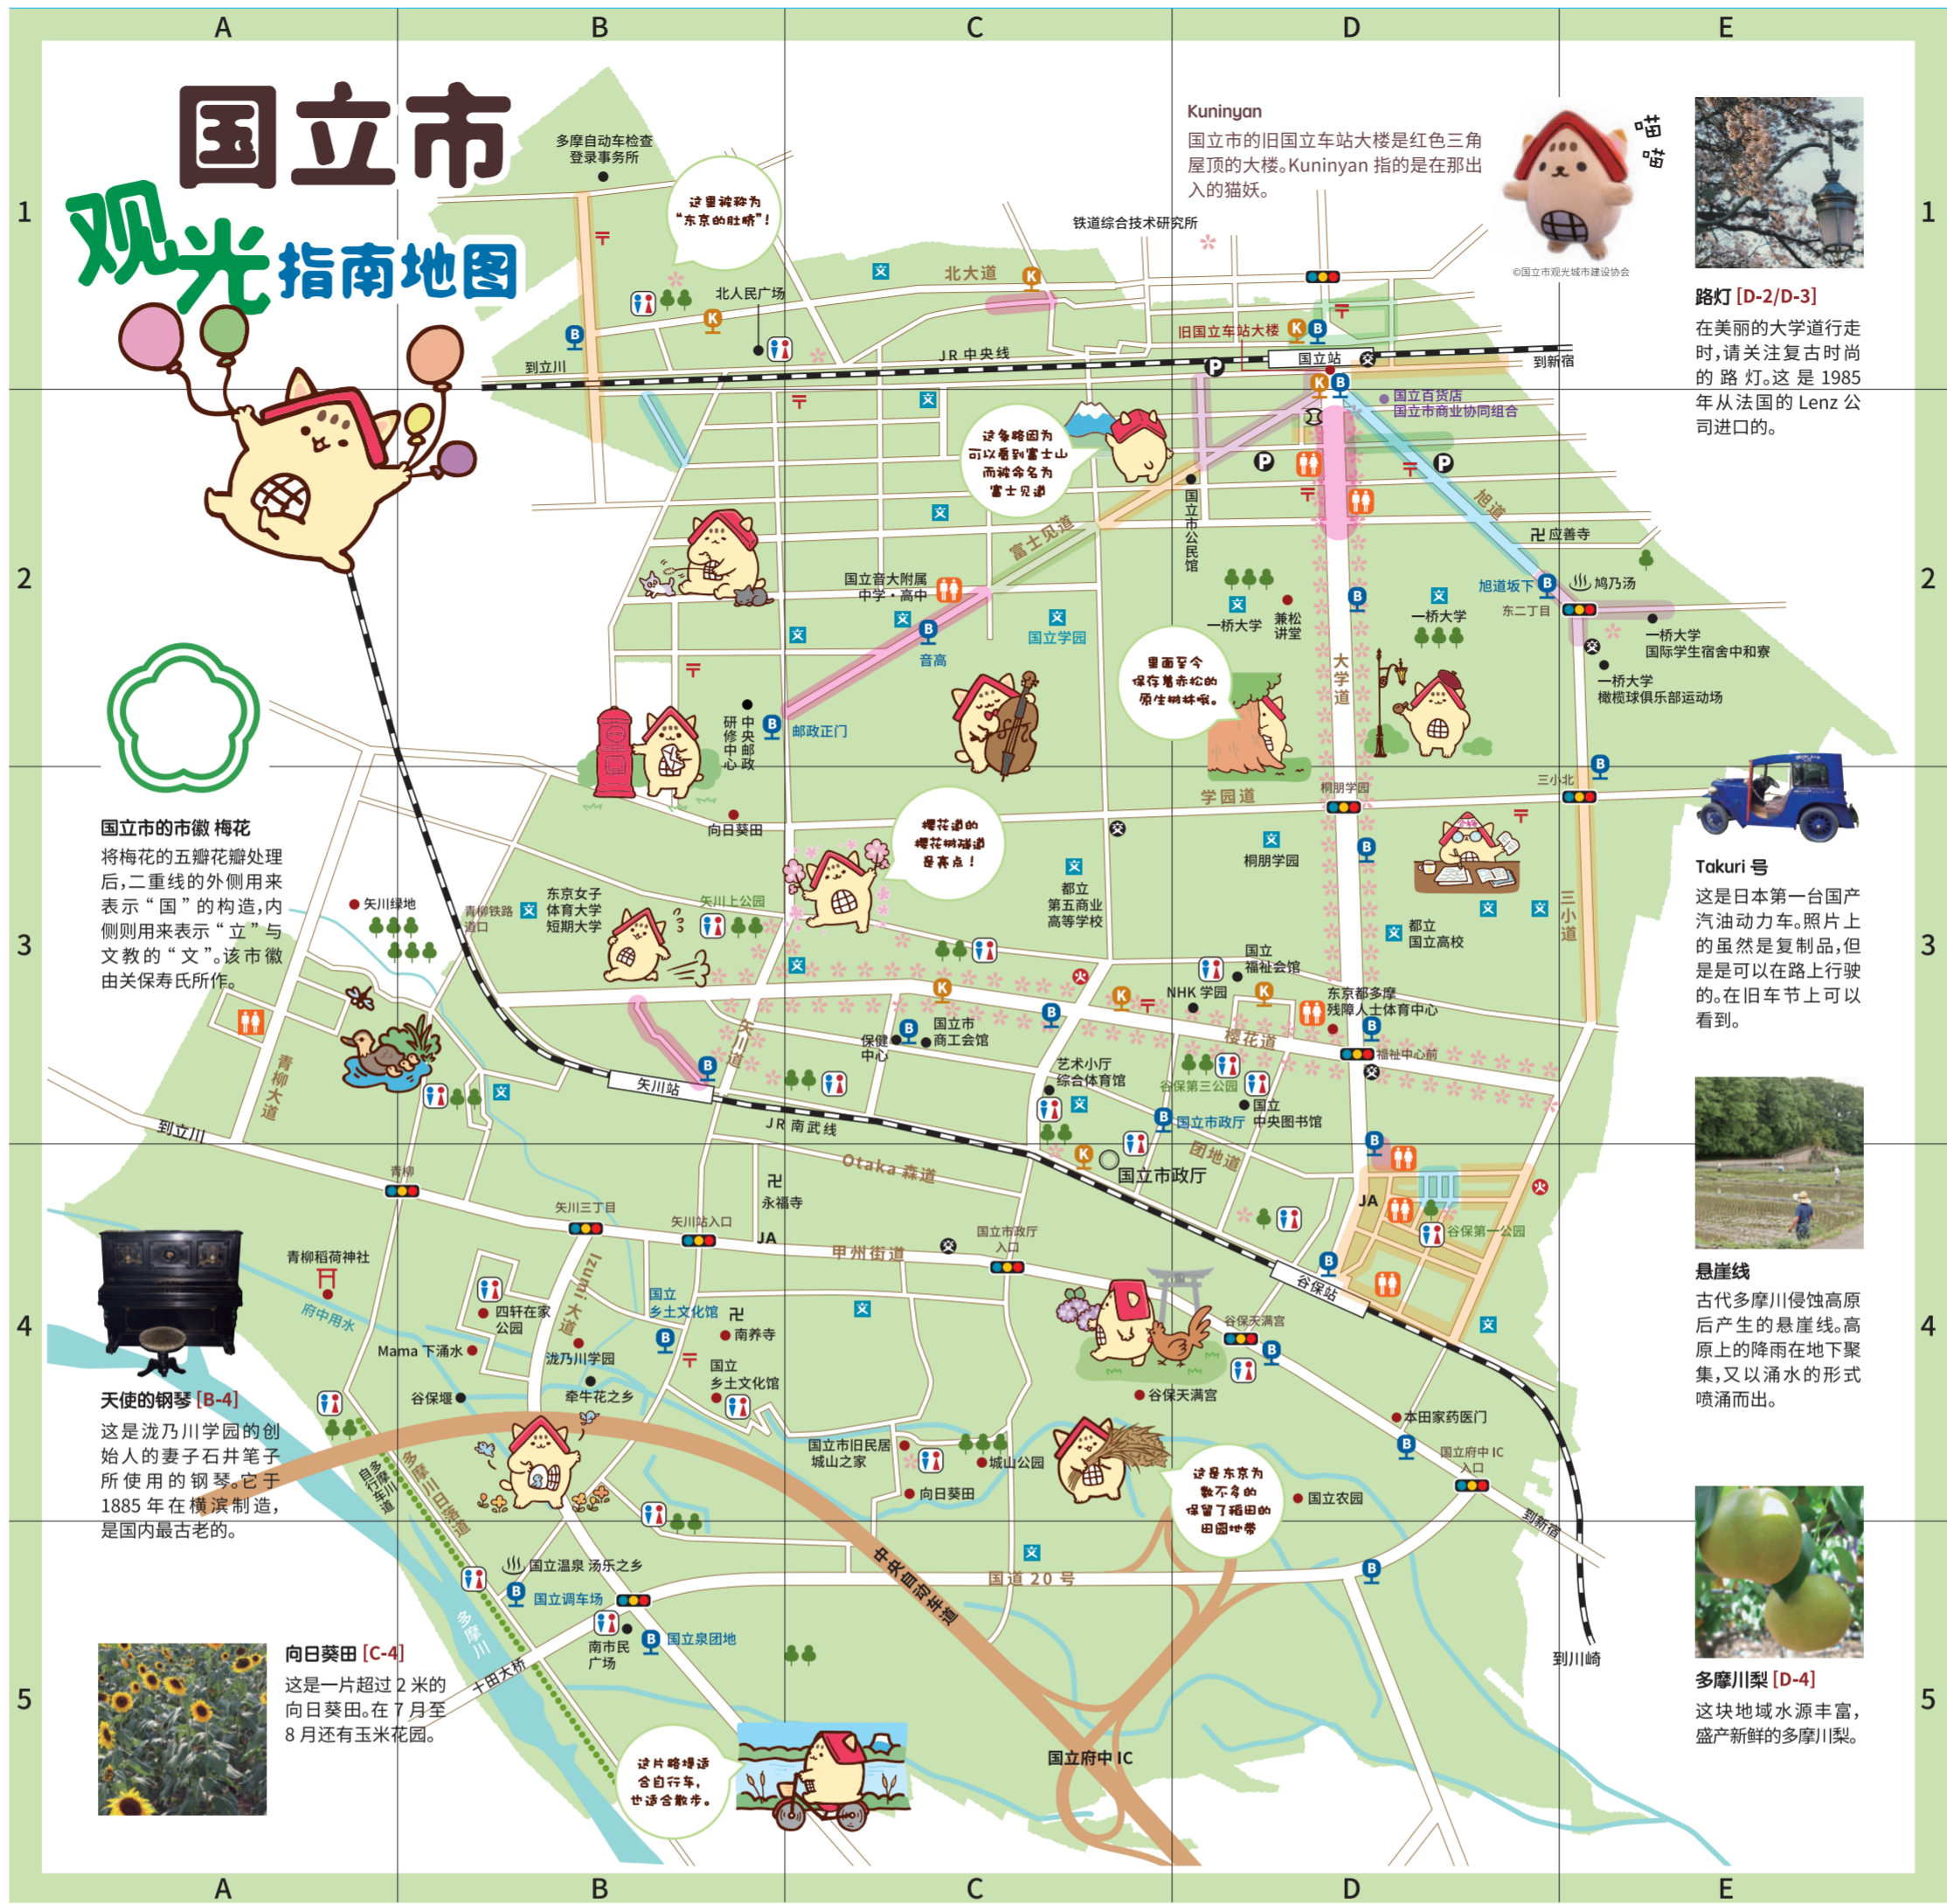 A
B
C
D
E
1
2
3
4
5
国立市
观光指南地图
多摩自动车检查
登录事务所
这里被称为
“东京的肚脐”!
北人民广场
北大道
铁道综合技术研究所
Kuninyan
国立市的旧国立车站大楼是红色三角
屋顶的大楼。Kuninyan 指的是在那出
入的猫妖。
喵
喵
©国立市观光城市建设协会
路灯 [D-2/D-3]
在美丽的大学道行走
时,请关注复古时尚
的路灯。这是 1985
年从法国的 Lenz 公
司进口的。
旧国立车站大楼
到立川
JR 中央线
国立站
到新宿
国立百货店
国立市商业协同组合
这条路因为
可以看到富士山
而被命名为
富士见道
富士见道
国立市公民馆
旭道
卍 应善寺
旭道坂下
鸠乃汤
东二丁目
一桥大学
国际学生宿舍中和寮
一桥大学
橄榄球俱乐部运动场
国立音大附属
中学・高中
音高
国立学园
一桥大学
兼松
讲堂
一桥大学
大学道
里面至今
保存着赤松的
原生树林哦。
中央邮政
研修中心
邮政正门
向日葵田
学园道
桐朋学园
三小北
国立市的市徽 梅花
将梅花的五瓣花瓣处理
后,二重线的外侧用来
表示“国”的构造,内
侧则用来表示“立”与
文教的“文”。该市徽
由关保寿氏所作。
矢川绿地
青柳铁路
道口
东京女子
体育大学
短期大学
矢川上公园
樱花道的
樱花树隧道
是亮点!
都立
第五商业
高等学校
桐朋学园
都立
国立高校
三小道
Takuri 号
这是日本第一台国产
汽油动力车。照片上
的虽然是复制品,但
是是可以在路上行驶
的。在旧车节上可以
看到。
国立
福祉会馆
NHK 学园
东京都多摩
残障人士体育中心
樱花道
福祉中心前
矢川道
保健
中心
国立市
商工会馆
艺术小厅
综合体育馆
谷保第三公园
国立
中央图书馆
国立市政厅
青柳大道
矢川站
JR 南武线
到立川
青柳
Otaka 森道
卍
永福寺
团地道
国立市政厅
JA
谷保第一公园
矢川三丁目
矢川站入口
JA
甲州街道
国立市政厅
入口
谷保站
悬崖线
古代多摩川侵蚀高原
后产生的悬崖线。高
原上的降雨在地下聚
集,又以涌水的形式
喷涌而出。
青柳稻荷神社
府中用水
四轩在家
公园
Izumi 大道
国立
乡土文化馆
卍
南养寺
Mama 下涌水
泷乃川学园
国立
乡土文化馆
谷保堰
牵牛花之乡
谷保天满宫
谷保天满宫
本田家药医门
国立府中 IC
入口
天使的钢琴 [B-4]
这是泷乃川学园的创
始人的妻子石井笔子
所使用的钢琴。它于
1885 年在横滨制造,
是国内最古老的。
多摩川
自行车道
多摩川日落道
国立市旧民居
城山之家
城山公园
向日葵田
这是东京为
数不多的
保留了稻田的
田园地带
国立农园
到新宿
国立温泉 汤乐之乡
国立调车场
中央自动车道
国道 20 号
多摩川
南市民
广场
国立泉团地
十田大桥
到川崎
向日葵田 [C-4]
这是一片超过 2 米的
向日葵田。在 7 月至
8 月还有玉米花园。
这片路堤适
合自行车,
也适合散步。
国立府中 IC
多摩川梨 [D-4]
这块地域水源丰富,
盛产新鲜的多摩川梨。
A
B
C
D
E